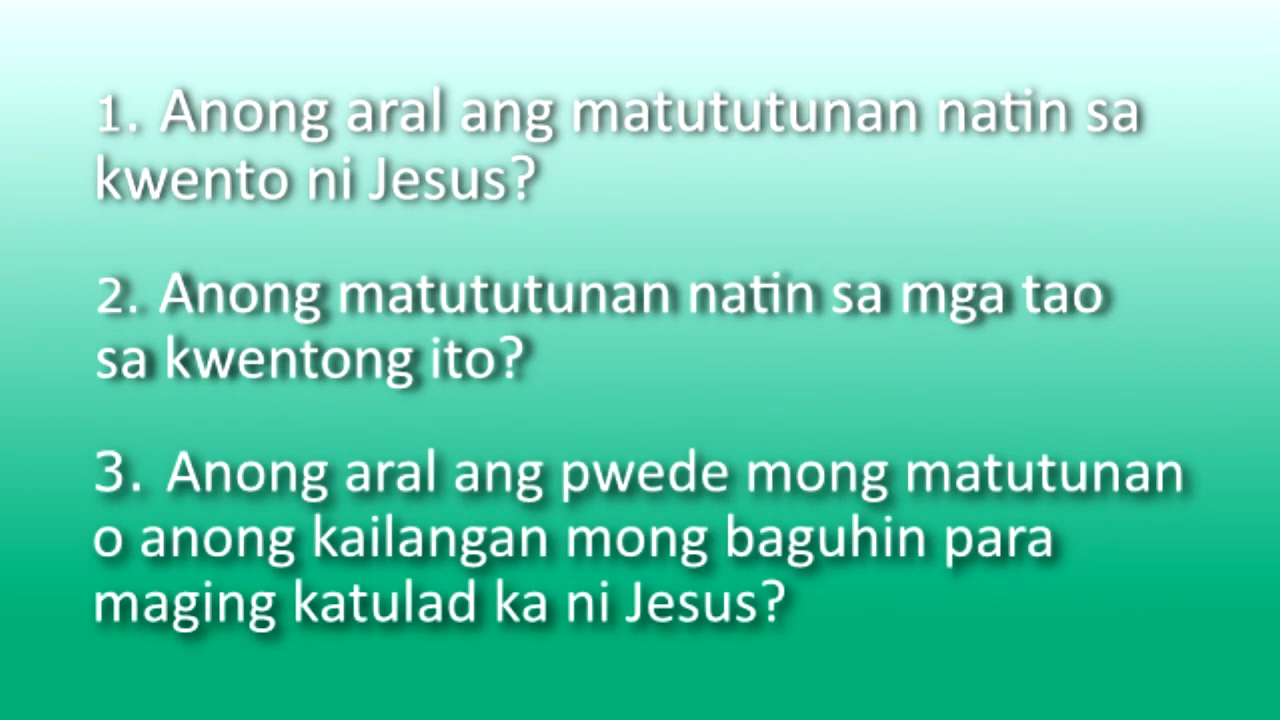 1. Anong aral ang matututunan natin sa
kwento ni Jesus?
2. Anong matututunan natin sa mga tao
sa kwentong ito?
3. Anong aral ang pwede mong matutunan
o anong kailangan mong baguhin para
maging katulad ka ni Jesus?